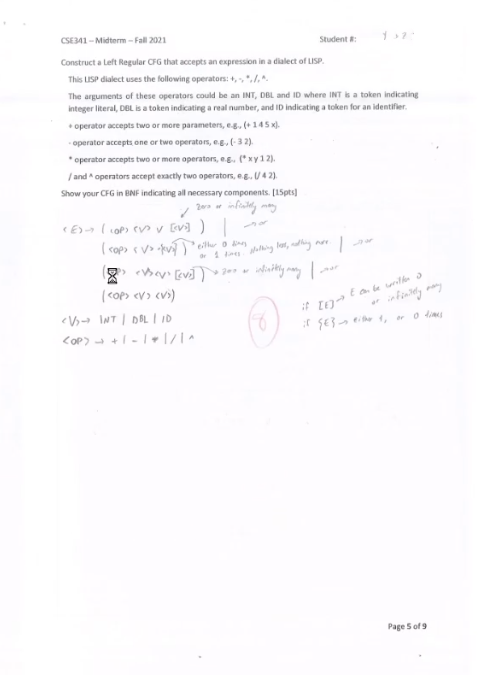 CSE341 – Midterm – Fall 2021 Student #:
Construct a Left Regular CFG that accepts an expression in a dialect of LISP.
This LISP dialect uses the following operators: +, -, *, /, ^.
The arguments of these operators could be an INT, DBL and ID where INT is a token indicating
integer literal, DBL is a token indicating a real number, and ID indicating a token for an identifier.
+ operator accepts two or more parameters, e.g., (+ 1 4 5 x).
- operator accepts one or two operators, e.g., (- 3 2).
* operator accepts two or more operators, e.g., (* x y 1 2).
/ and ^ operators accept exactly two operators, e.g., (/ 4 2).
Show your CFG in BNF indicating all necessary components. [15pts]
zero or infinitely many
<E> → ( <OP> <V> V [<V>] ) | → or
(<OP> <V> {<V>}) → either 0 times or 1 times nothing less, nothing more | → or
<V> <V> [<V>]) → zero or infinitely many | → or
(<OP> <V> <V>)
if [E] → E can be written 0 or infinitely many
<V> → INT | DBL | ID
if {E} → either 1, or 0 times
<OP> → + | - | * | / | ^
8
Page 5 of 9